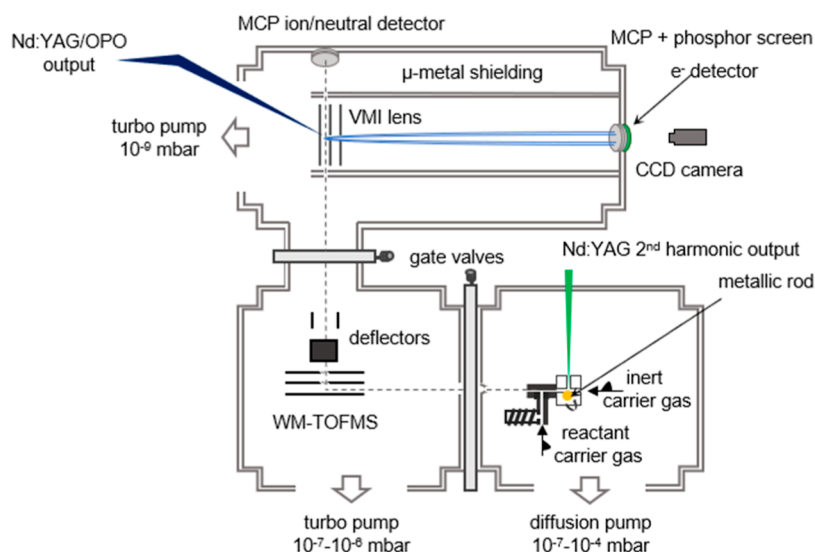 MCP ion/neutral detector
Nd:YAG/OPO
output
MCP + phosphor screen
e⁻ detector
μ-metal shielding
VMI lens
turbo pump
10⁻⁹ mbar
CCD camera
Nd:YAG 2ⁿᵈ harmonic output
gate valves
metallic rod
deflectors
inert
carrier gas
WM-TOFMS
reactant
carrier gas
turbo pump
10⁻⁷-10⁻⁶ mbar
diffusion pump
10⁻⁷-10⁻⁴ mbar